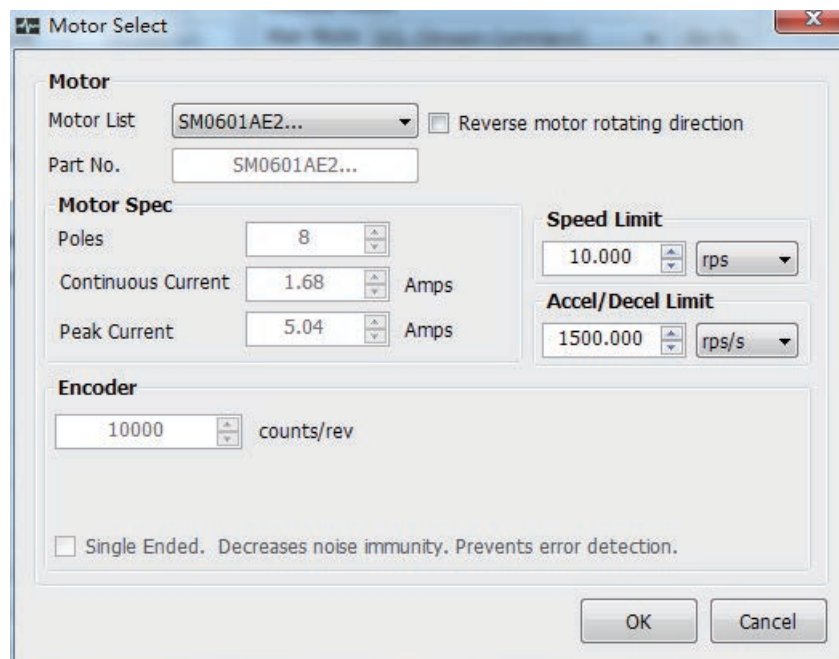 Motor Select
Motor
Motor List SM0601AE2... Reverse motor rotating direction
Part No. SM0601AE2...
Motor Spec
Poles 8
Continuous Current 1.68 Amps
Peak Current 5.04 Amps
Speed Limit
10.000 rps
Accel/Decel Limit
1500.000 rps/s
Encoder
10000 counts/rev
Single Ended. Decreases noise immunity. Prevents error detection.
OK Cancel